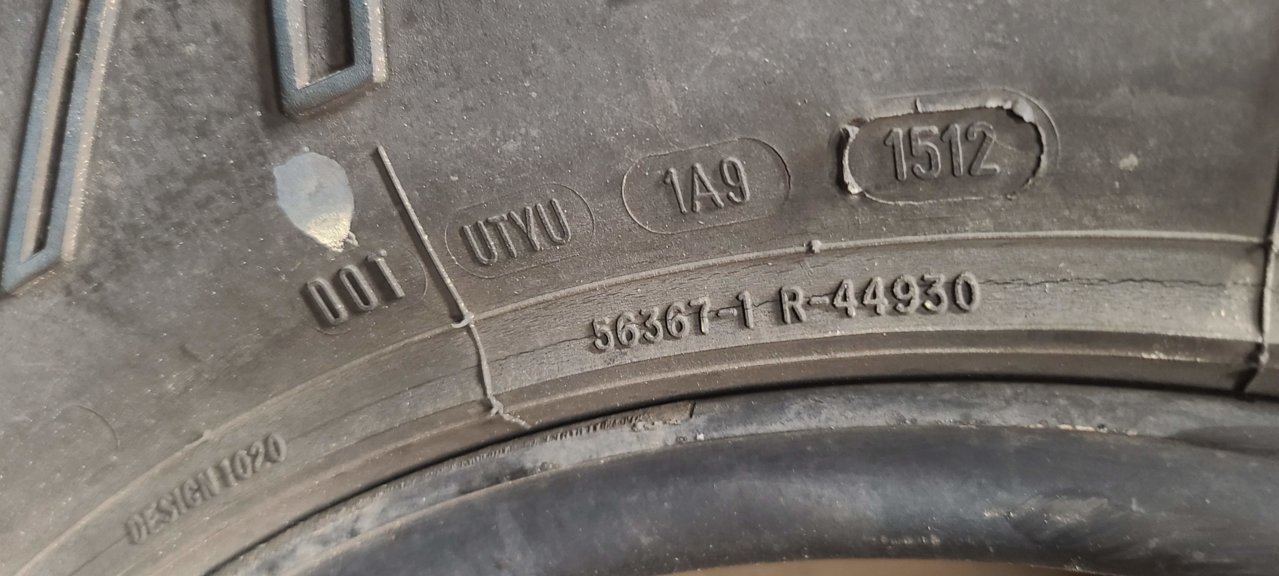 DOT UTYU 1A9 1512
56367-1 R-44930
DESIGN 1020